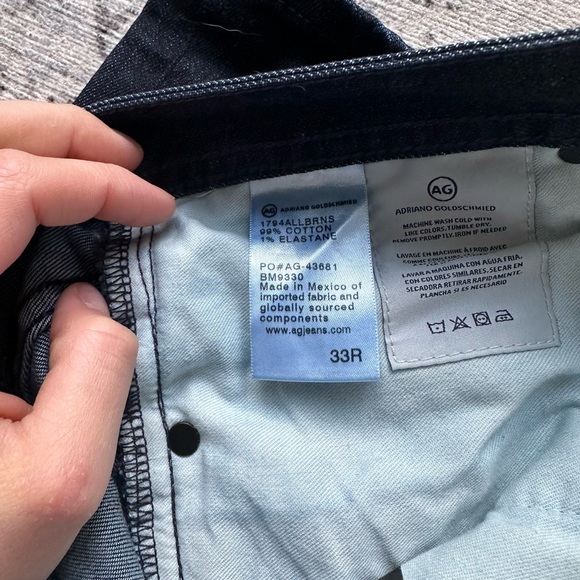 AG ADRIANO GOLDSCHMIED
1794ALLBRNS
99% COTTON
1% ELASTANE
PO#AG-43681
BM9330
Made in Mexico of
imported fabric and
globally sourced
components
www.agjeans.com
33R
AG
ADRIANO GOLDSCHMIED
MACHINE WASH COLD WITH
LIKE COLORS. TUMBLE DRY.
REMOVE PROMPTLY. IRON IF NEEDED
LAVAGE EN MACHINE À FROID AVEC
LAVAR A MAQUINA CON AGUA FRIA.
CON COLORES SIMILARES. SECAR EN
SECADORA RETIRAR RAPIDAMENTE.
PLANCHA SI ES NECESARIO